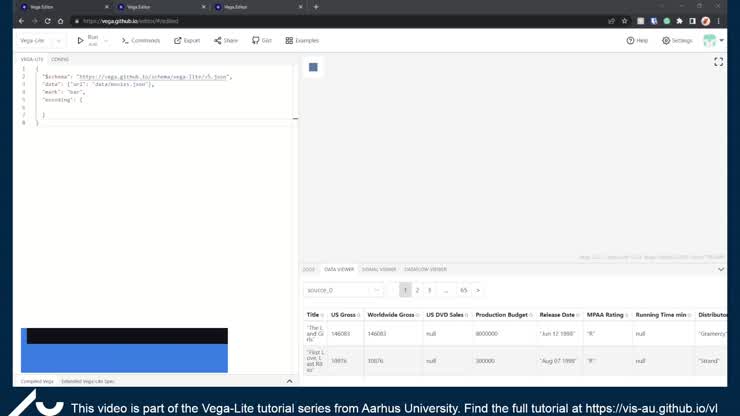 Vega Editor
Vega Editor
Vega Editor
https://vega.github.io/editor/#/edited
Vega-Lite
Run
Auto
Commands
Export
Share
Gist
Examples
Help
Settings
VEGA-LITE
CONFIG
1 {
2 "$schema": "https://vega.github.io/schema/vega-lite/v5.json",
3 "data": {"url": "data/movies.json"},
4 "mark": "bar",
5 "encoding": {
6
7 }
8 }
LOGS
DATA VIEWER
SIGNAL VIEWER
DATAFLOW VIEWER
source_0
1 2 3 ... 65 >
Title US Gross Worldwide Gross US DVD Sales Production Budget Release Date MPAA Rating Running Time min Distributor
"The Land Girls" 146083 146083 null 8000000 "Jun 12 1998" "R" null "Gramercy"
"First Love, Last Rites" 10876 10876 null 300000 "Aug 07 1998" "R" null "Strand"
Compiled Vega
Extended Vega-Lite Spec
This video is part of the Vega-Lite tutorial series from Aarhus University. Find the full tutorial at https://vis-au.github.io/vl